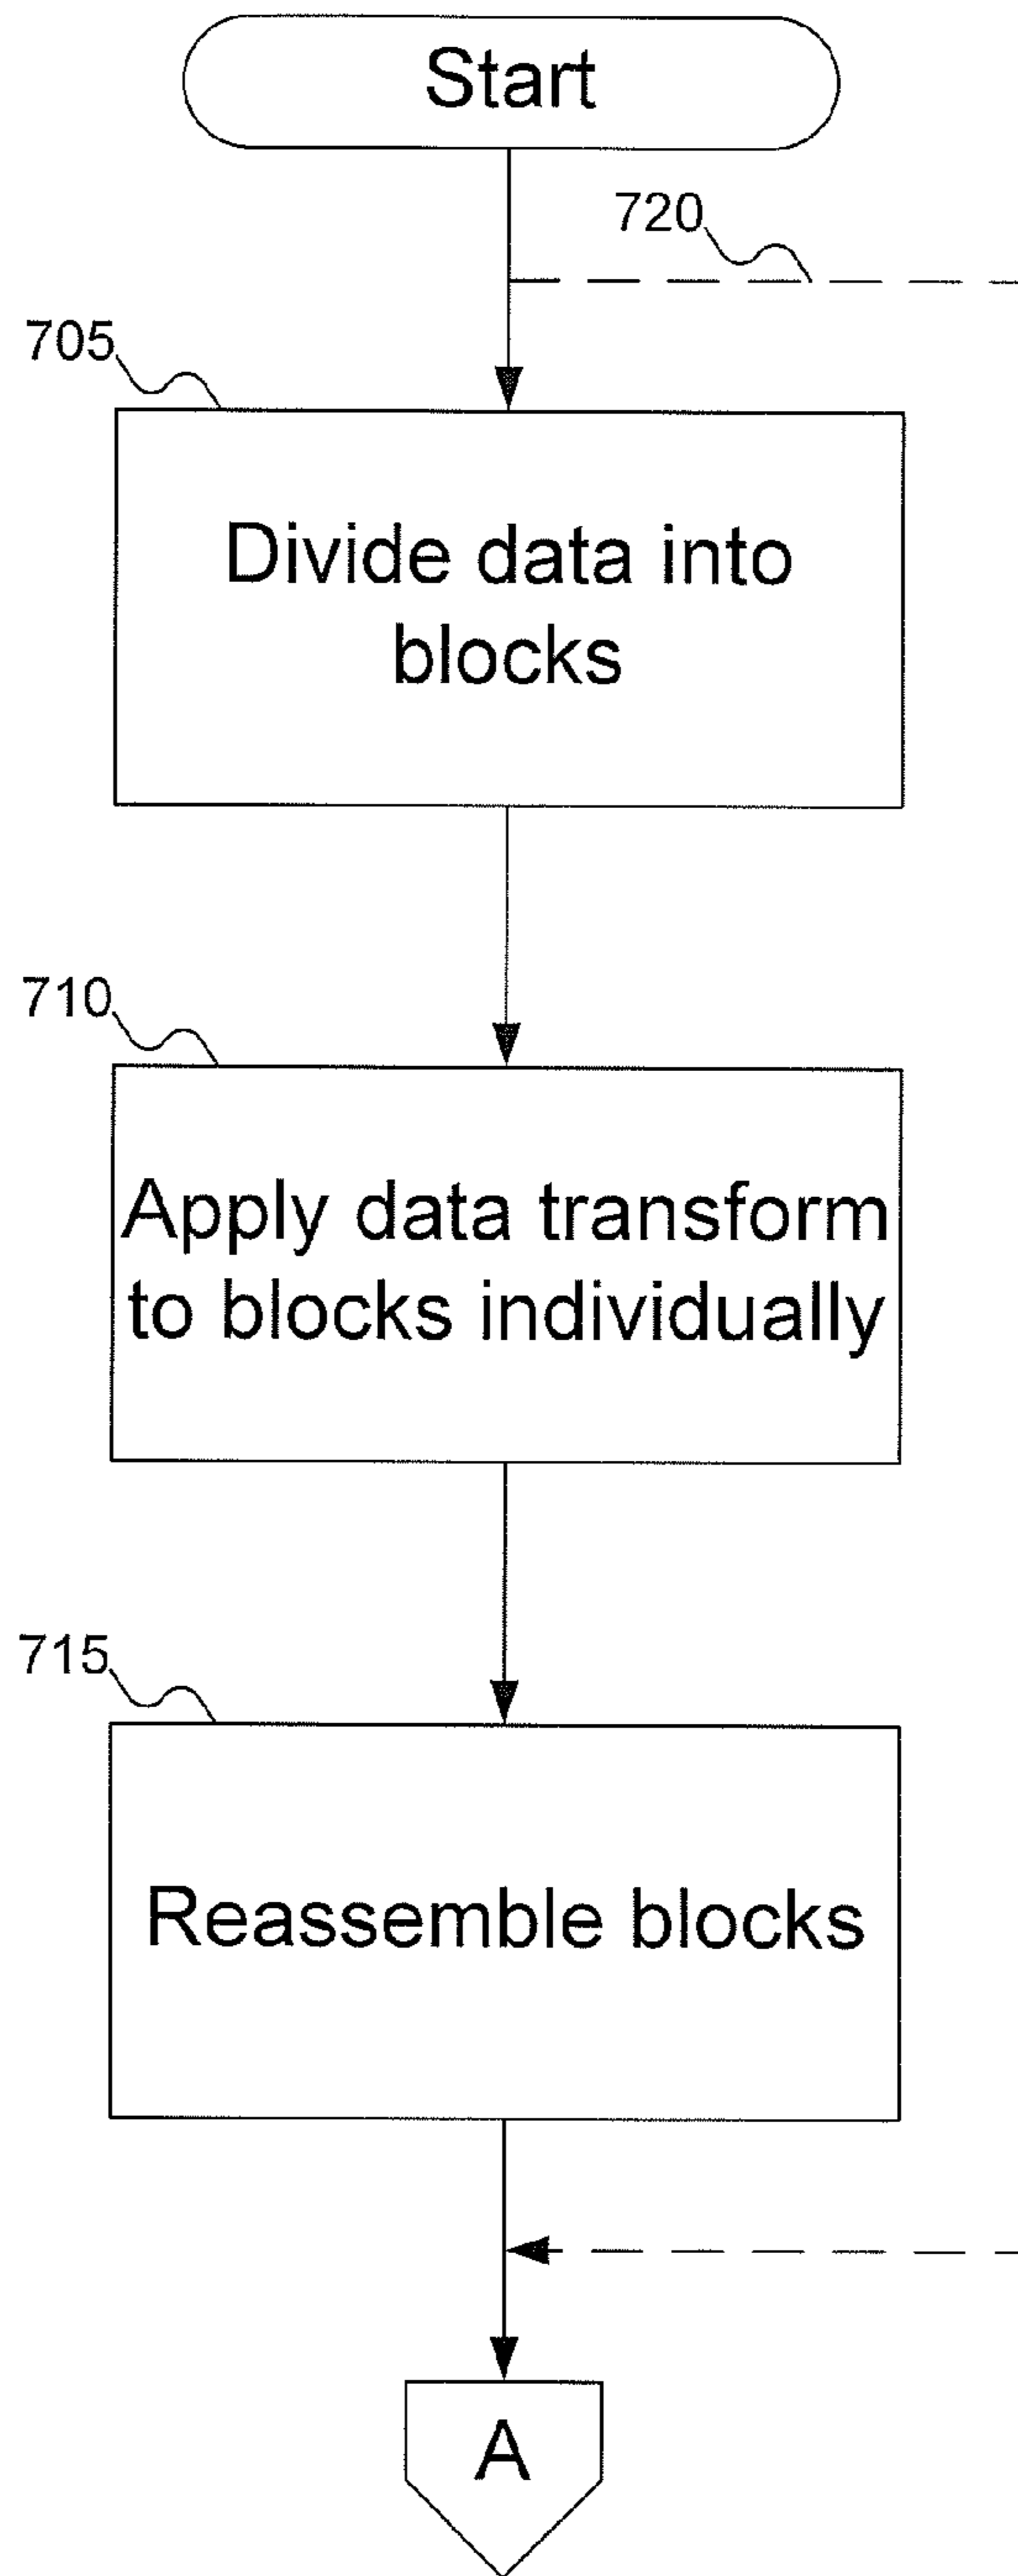 Start
720
705
Divide data into
blocks
710
Apply data transform
to blocks individually
715
Reassemble blocks
A